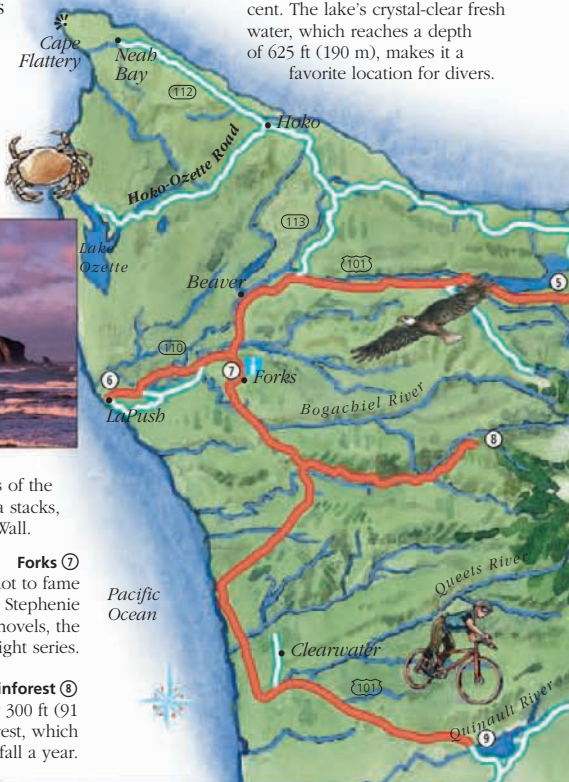 cent. The lake's crystal-clear fresh
water, which reaches a depth
of 625 ft (190 m), makes it a
favorite location for divers.
Cape
Flattery
Neah
Bay
112
Hoko
Hoko-Ozette Road
113
Lake
Ozette
101
5
Beaver
110
6
7
Forks
LaPush
Bogachiel River
8
s of the
a stacks,
Wall.
Forks 7
ot to fame
Stephenie
novels, the
ight series.
Pacific
Ocean
Queets River
Clearwater
nforest 8
300 ft (91
rest, which
fall a year.
101
Quinault River
9